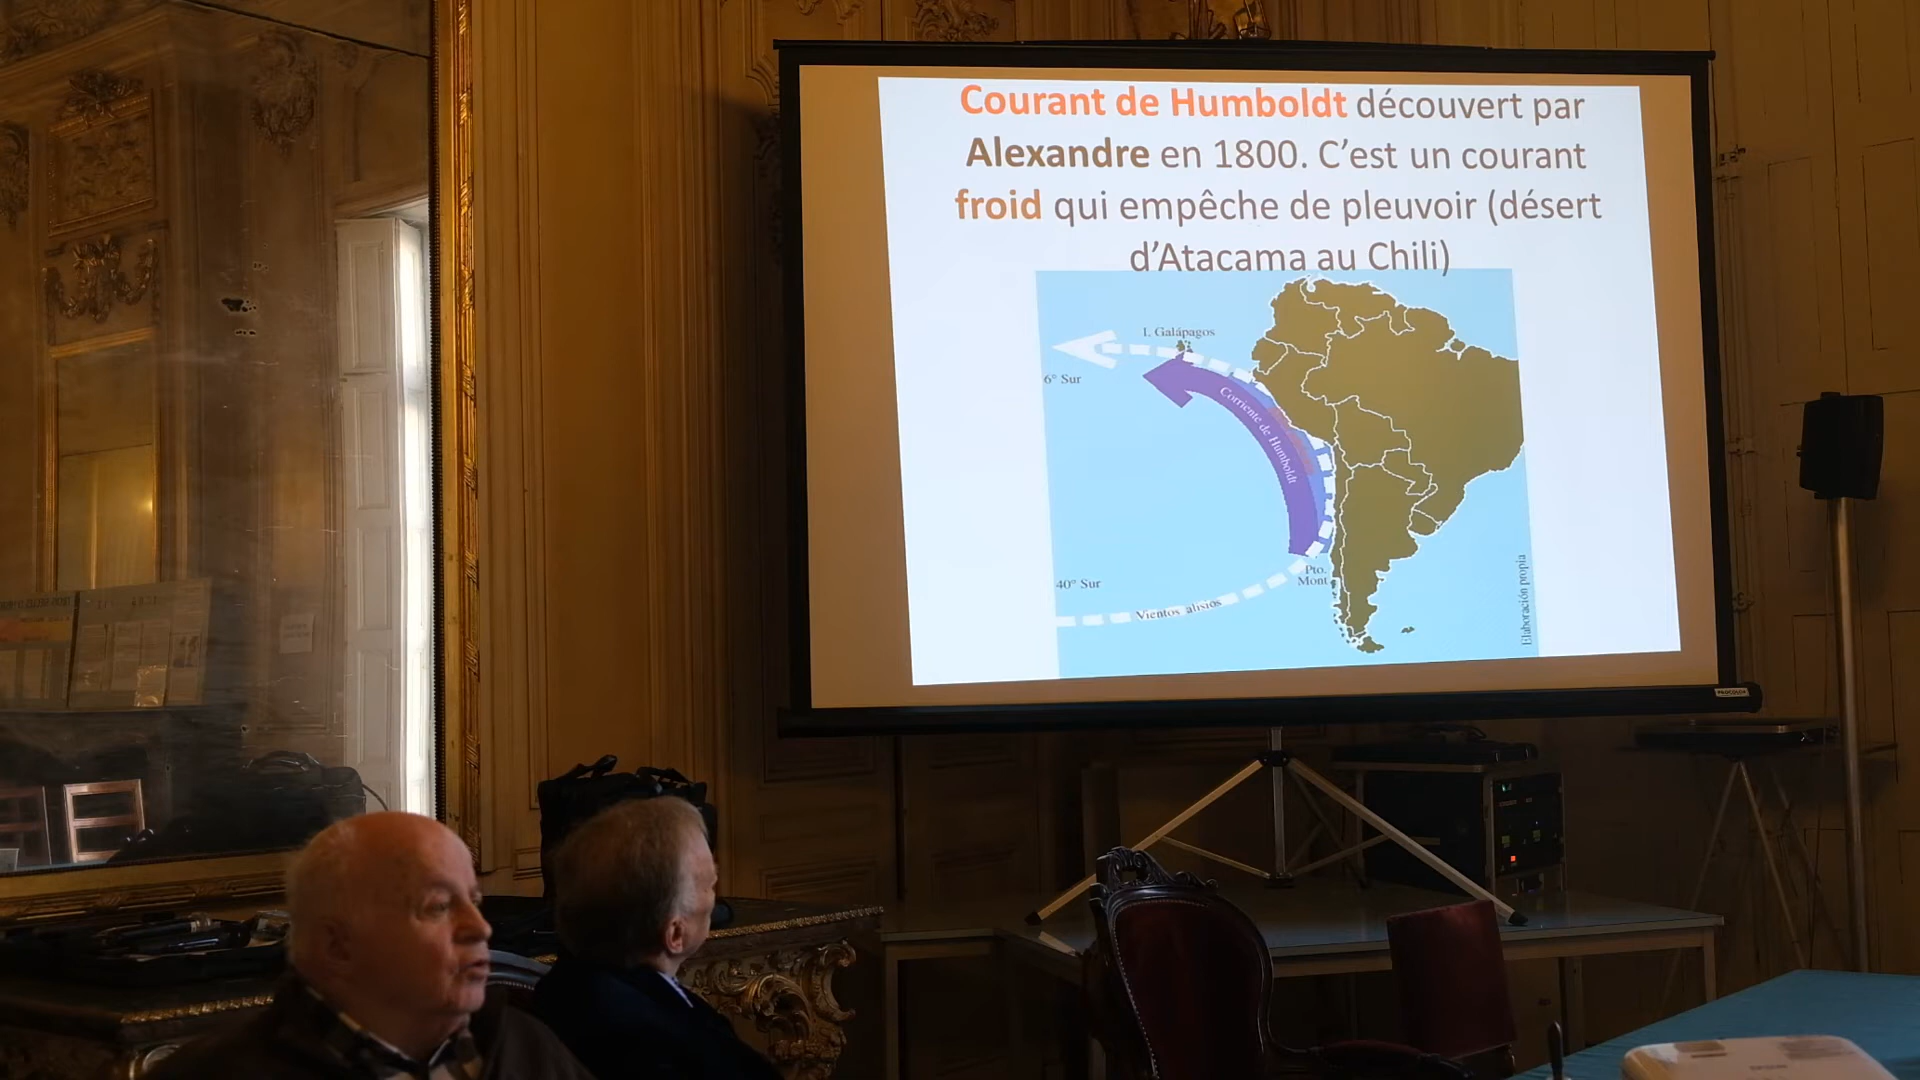 Courant de Humboldt découvert par
Alexandre en 1800. C'est un courant
froid qui empêche de pleuvoir (désert
d'Atacama au Chili)
I. Galápagos
6° Sur
Corriente de Humboldt
40° Sur
Pto.
Mont
Vientos alisios
Elaboración propia